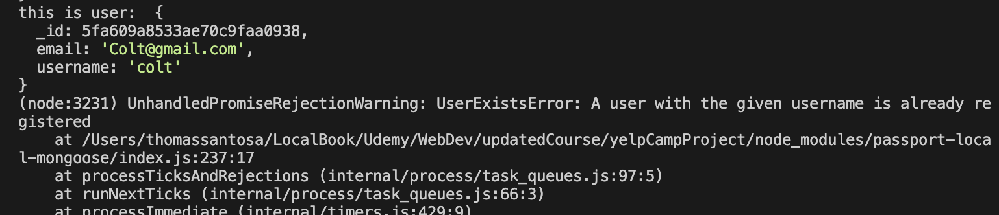 this is user:  {
  _id: 5fa609a8533ae70c9faa0938,
  email: 'Colt@gmail.com',
  username: 'colt'
}
(node:3231) UnhandledPromiseRejectionWarning: UserExistsError: A user with the given username is already re
gistered
    at /Users/thomassantosa/LocalBook/Udemy/WebDev/updatedCourse/yelpCampProject/node_modules/passport-loca
l-mongoose/index.js:237:17
    at processTicksAndRejections (internal/process/task_queues.js:97:5)
    at runNextTicks (internal/process/task_queues.js:66:3)
    at processImmediate (internal/timers.js:429:9)